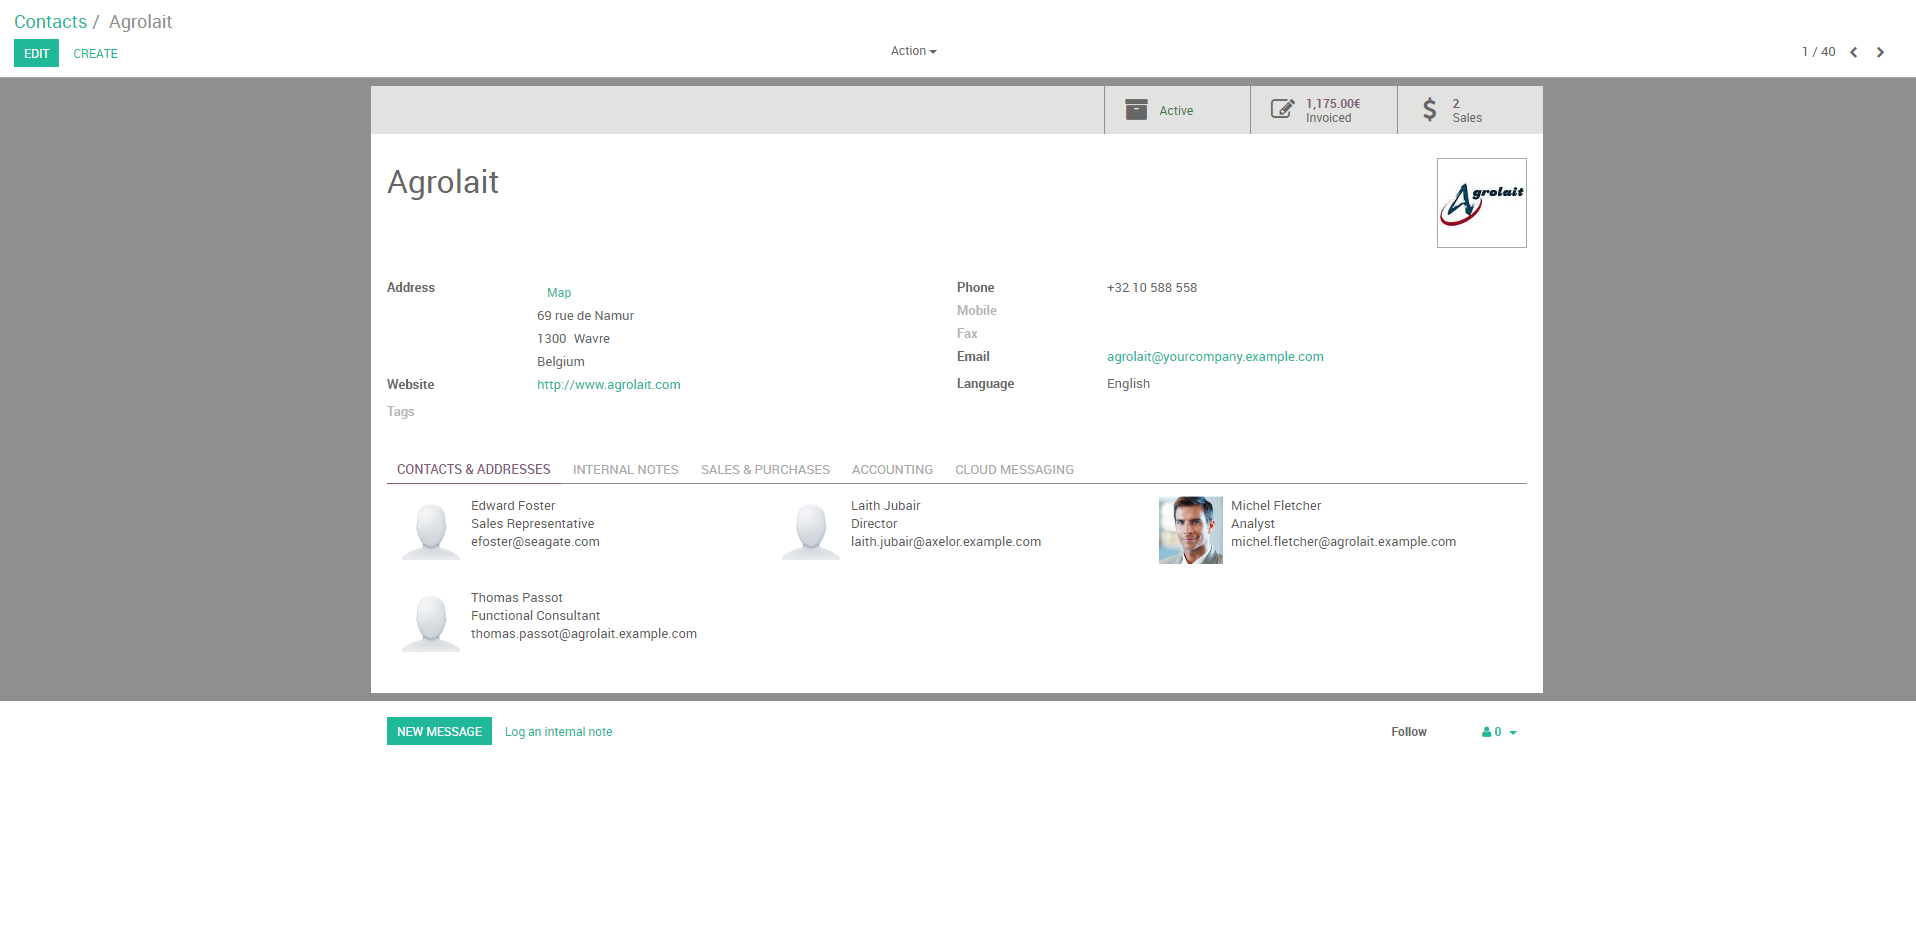 Contacts / Agrolait
EDIT CREATE Action 1 / 40
Active 1,175.00€ Invoiced 2 Sales
Agrolait
Agrolait
Address
Map
69 rue de Namur
1300 Wavre
Belgium
Website http://www.agrolait.com
Tags
Phone +32 10 588 558
Mobile
Fax
Email agrolait@yourcompany.example.com
Language English
CONTACTS & ADDRESSES INTERNAL NOTES SALES & PURCHASES ACCOUNTING CLOUD MESSAGING
Edward Foster
Sales Representative
efoster@seagate.com
Laith Jubair
Director
laith.jubair@axelor.example.com
Michel Fletcher
Analyst
michel.fletcher@agrolait.example.com
Thomas Passot
Functional Consultant
thomas.passot@agrolait.example.com
NEW MESSAGE Log an internal note Follow 0